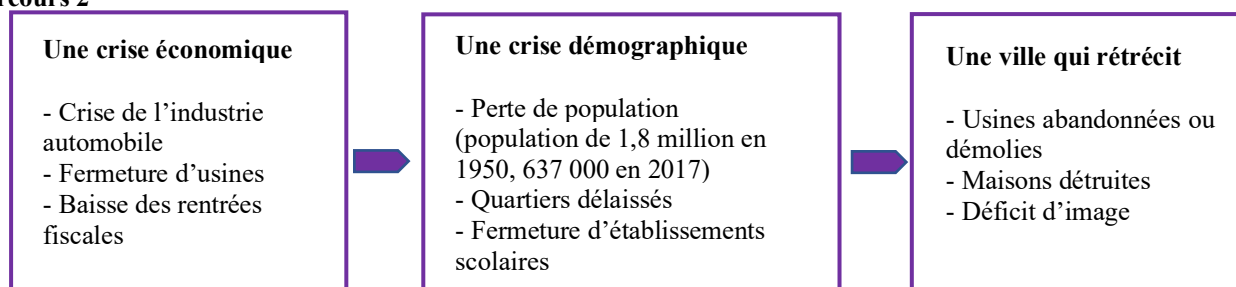 Une crise économique
- Crise de l’industrie
automobile
- Fermeture d’usines
- Baisse des rentrées
fiscales
Une crise démographique
- Perte de population
(population de 1,8 million en
1950, 637 000 en 2017)
- Quartiers délaissés
- Fermeture d’établissements
scolaires
Une ville qui rétrécit
- Usines abandonnées ou
démolies
- Maisons détruites
- Déficit d’image